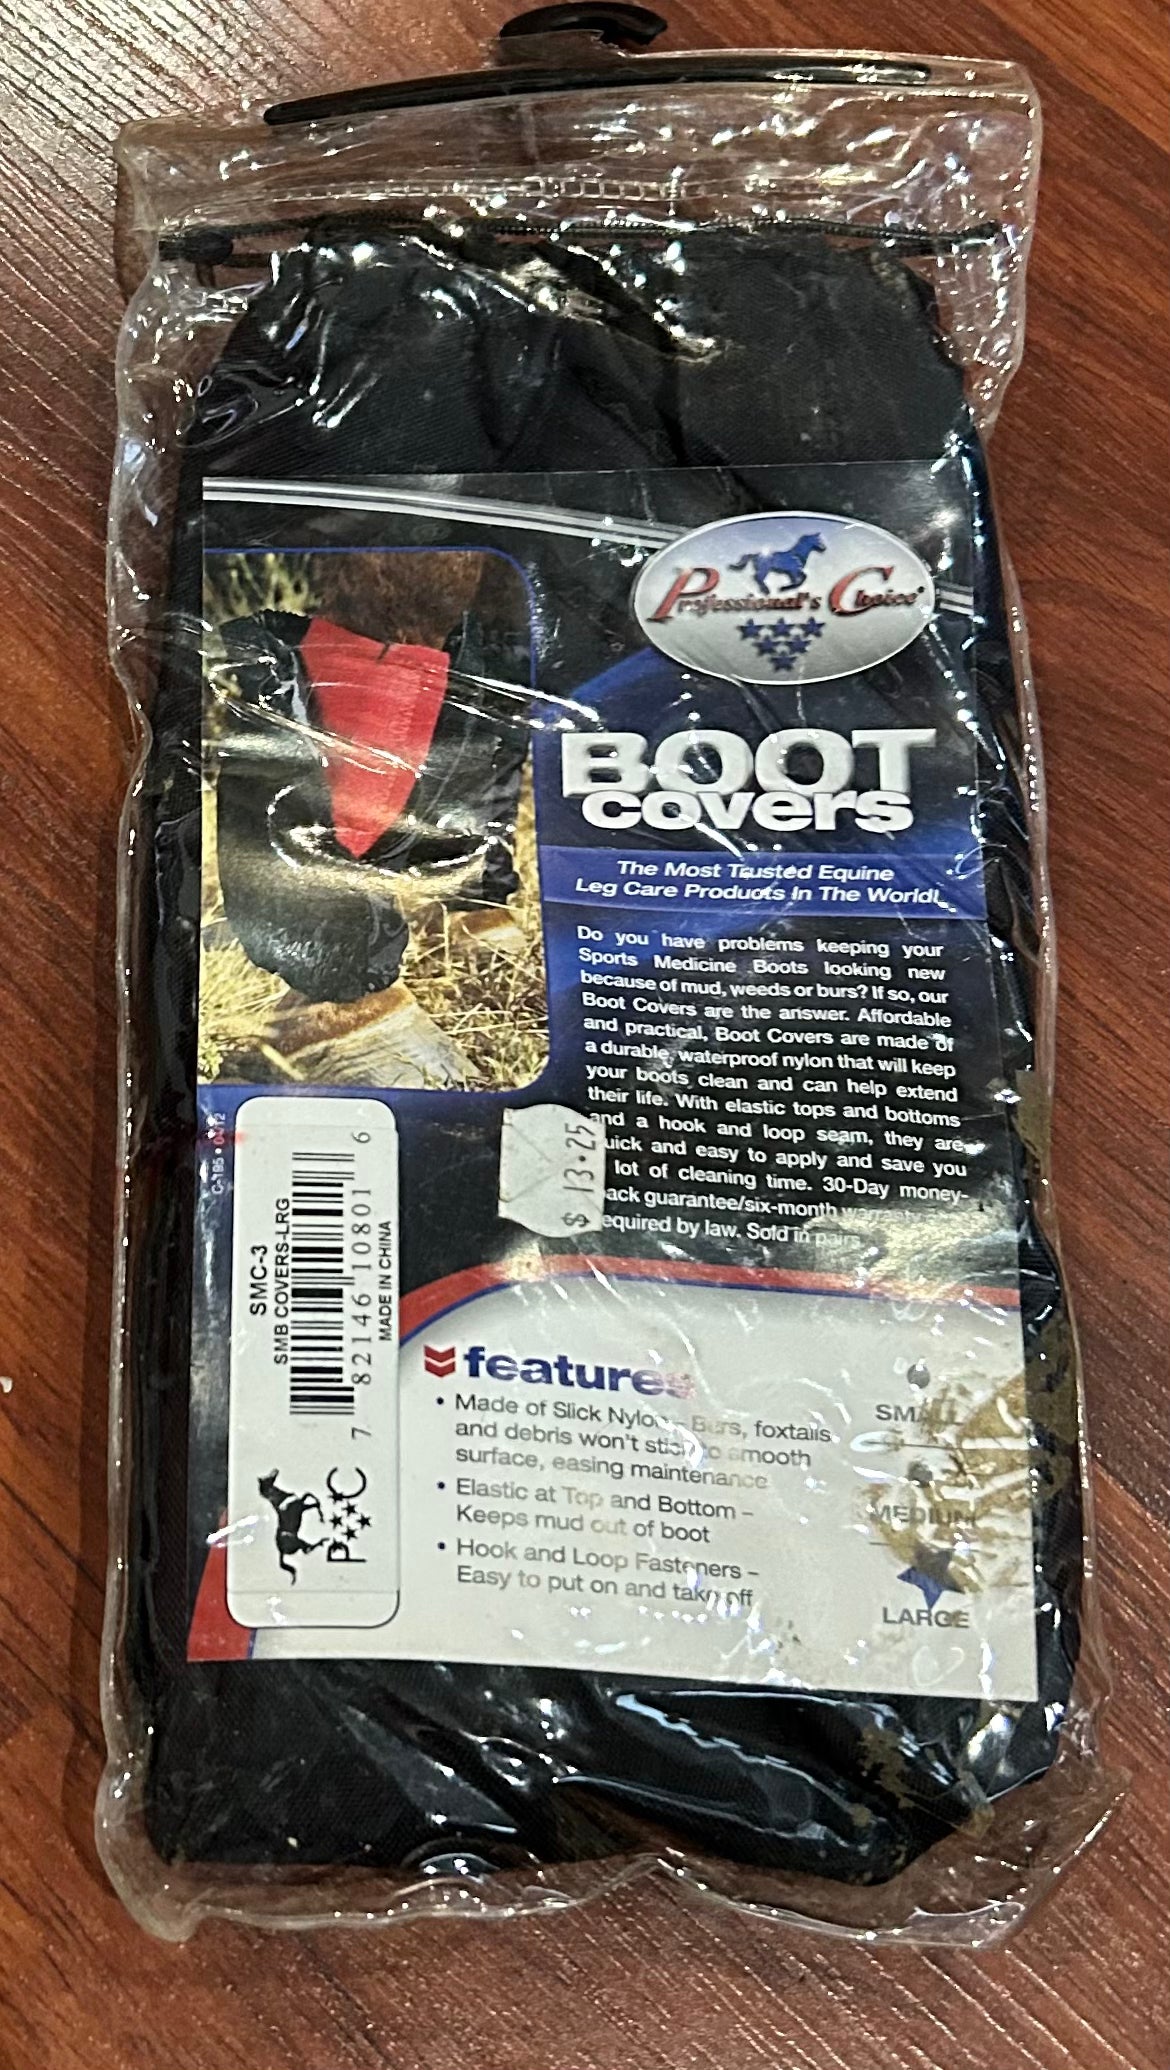 Professional's Choice
BOOT
covers
The Most Trusted Equine
Leg Care Products In The World!
Do you have problems keeping your
Sports Medicine Boots looking new
because of mud, weeds or burs? If so, our
Boot Covers are the answer. Affordable
and practical, Boot Covers are made of
a durable, waterproof nylon that will keep
your boots clean and can help extend
their life. With elastic tops and bottoms
and a hook and loop seam, they are
uick and easy to apply and save you
lot of cleaning time. 30-Day money-
ack guarantee/six-month warranty
equired by law. Sold in pairs
$ 13.25
C-195 • 0412
SMC-3
SMB COVERS-LRG
7 82146 10801 6
MADE IN CHINA
PC
features
• Made of Slick Nylon - Burs, foxtails
and debris won't stick to smooth
surface, easing maintenance
• Elastic at Top and Bottom –
Keeps mud out of boot
• Hook and Loop Fasteners –
Easy to put on and take off
SMALL
MEDIUM
LARGE